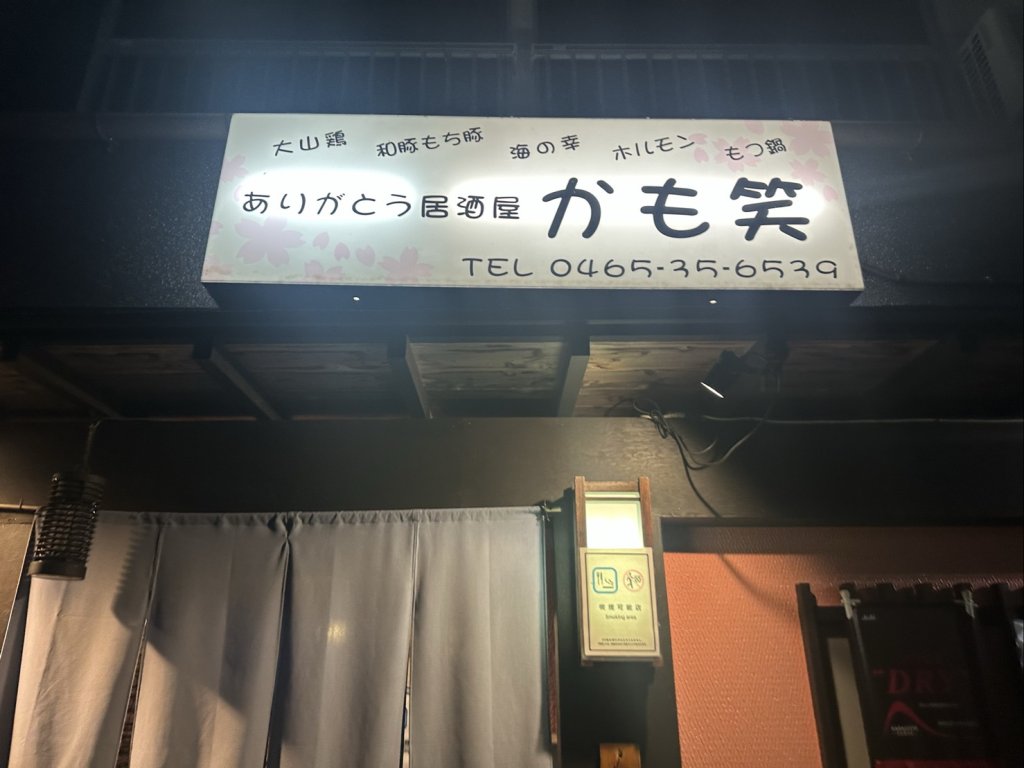 大山鶏 和豚もち豚 海の幸 ホルモン もつ鍋
ありがとう居酒屋 かも笑
TEL 0465-35-6539
喫煙可能店
Smoking area
DRY